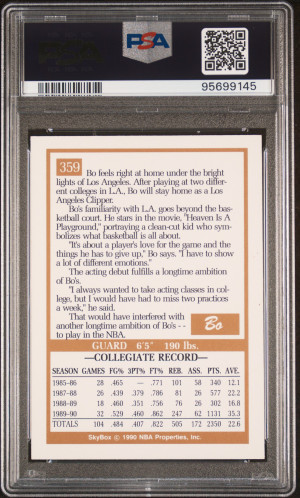 PSA
95699145
359
Bo feels right at home under the bright
lights of Los Angeles. After playing at two differ-
ent colleges in L.A., Bo will stay home as a Los
Angeles Clipper.
Bo's familiarity with L.A. goes beyond the bas-
ketball court. He stars in the movie, "Heaven Is A
Playground," portraying a clean-cut kid who sym-
bolizes what basketball is all about.
"It's about a player's love for the game and the
things he has to give up," Bo says. "I have to show
a lot of different emotions."
The acting debut fulfills a longtime ambition
of Bo's.
"I always wanted to take acting classes in col-
lege, but I would have had to miss two practices
a week," he said.
That would have interfered with
another longtime ambition of Bo's --
to play in the NBA.
Bo
GUARD 6'5" 190 lbs.
—COLLEGIATE RECORD—
SEASON GAMES FG% 3PT% FT% REB. ASS. PTS. AVE.
1985-86 28 .465 — .771 101 58 340 12.1
1987-88 26 .439 .379 .786 81 26 577 22.2
1988-89 18 .460 .351 .756 76 26 302 16.8
1989-90 32 .529 .460 .862 247 62 1131 35.3
TOTALS 104 .484 .407 .822 505 172 2350 22.6
SkyBox © 1990 NBA Properties, Inc.